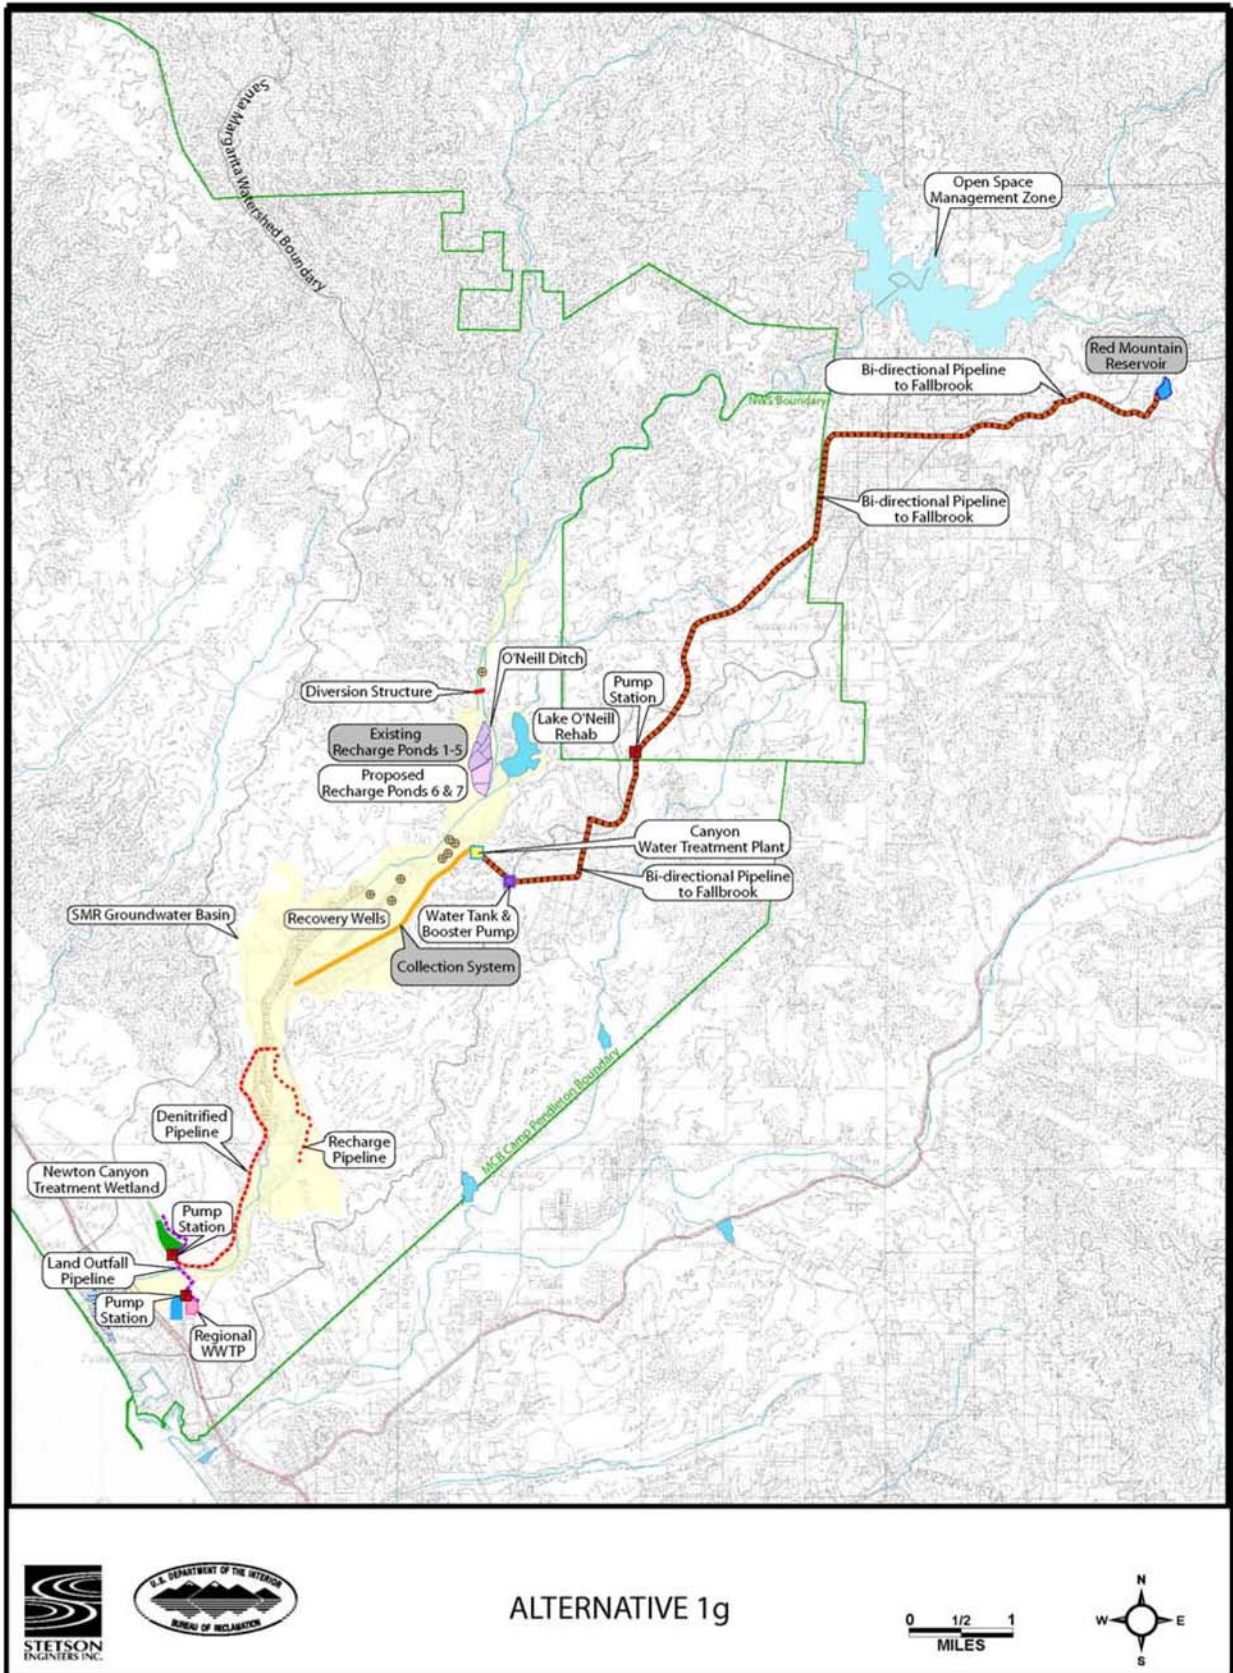 Santa Margarita Watershed Boundary
Open Space
Management Zone
Red Mountain
Reservoir
Bi-directional Pipeline
to Fallbrook
NWS Boundary
Bi-directional Pipeline
to Fallbrook
O'Neill Ditch
Diversion Structure
Pump
Station
Lake O'Neill
Rehab
Existing
Recharge Ponds 1-5
Proposed
Recharge Ponds 6 & 7
Canyon
Water Treatment Plant
Bi-directional Pipeline
to Fallbrook
SMR Groundwater Basin
Recovery Wells
Water Tank &
Booster Pump
Collection System
MCB Camp Pendleton Boundary
Denitrified
Pipeline
Recharge
Pipeline
Newton Canyon
Treatment Wetland
Pump
Station
Land Outfall
Pipeline
Pump
Station
Regional
WWTP
STETSON
ENGINEERS INC.
U.S. DEPARTMENT OF THE INTERIOR
BUREAU OF RECLAMATION
ALTERNATIVE 1g
0 1/2 1
MILES
N
W E
S